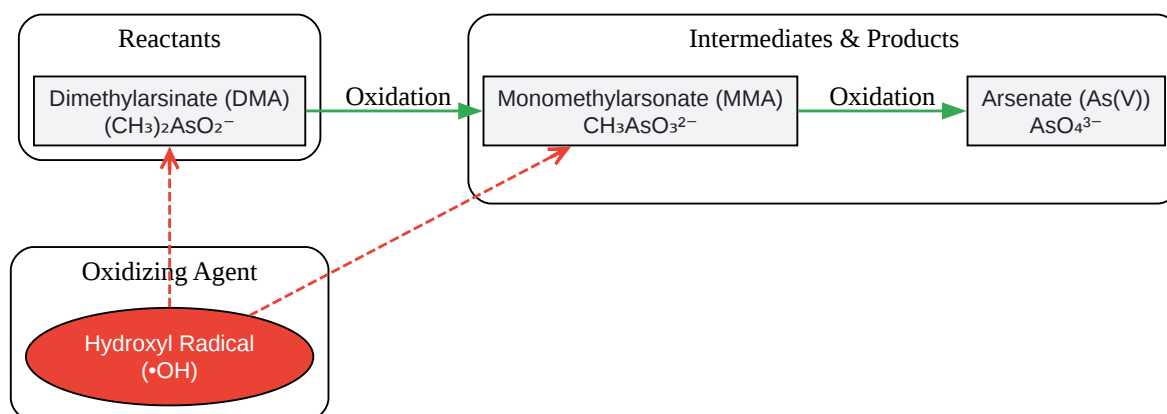 Reactants
Intermediates & Products
Dimethylarsinate (DMA)
(CH₃)₂AsO₂⁻
Oxidation
Monomethylarsonate (MMA)
CH₃AsO₃²⁻
Oxidation
Arsenate (As(V))
AsO₄³⁻
Oxidizing Agent
Hydroxyl Radical
(•OH)